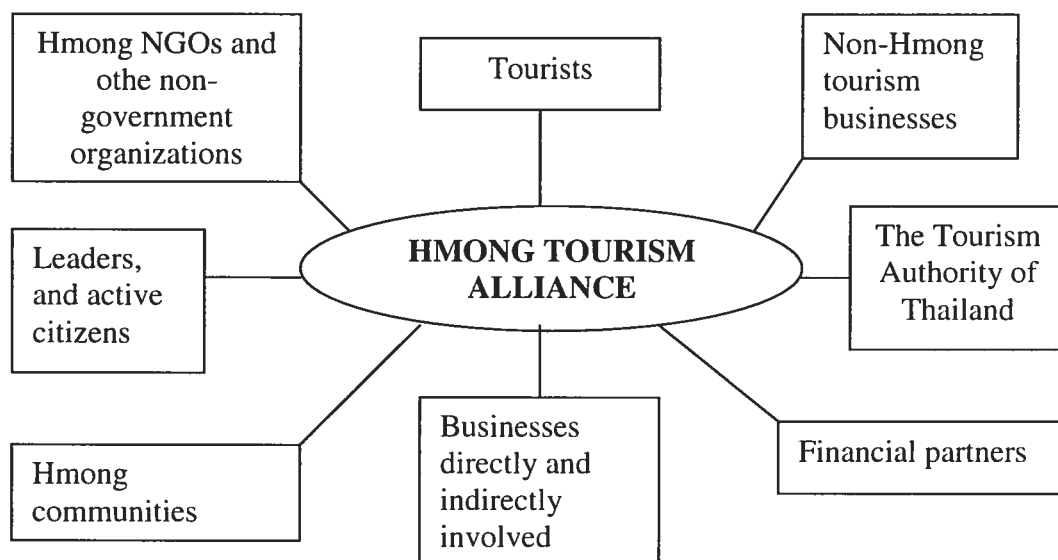 Hmong NGOs and
othe non-
government
organizations
Tourists
Non-Hmong
tourism
businesses
Leaders,
and active
citizens
HMONG TOURISM
ALLIANCE
The Tourism
Authority of
Thailand
Hmong
communities
Businesses
directly and
indirectly
involved
Financial partners